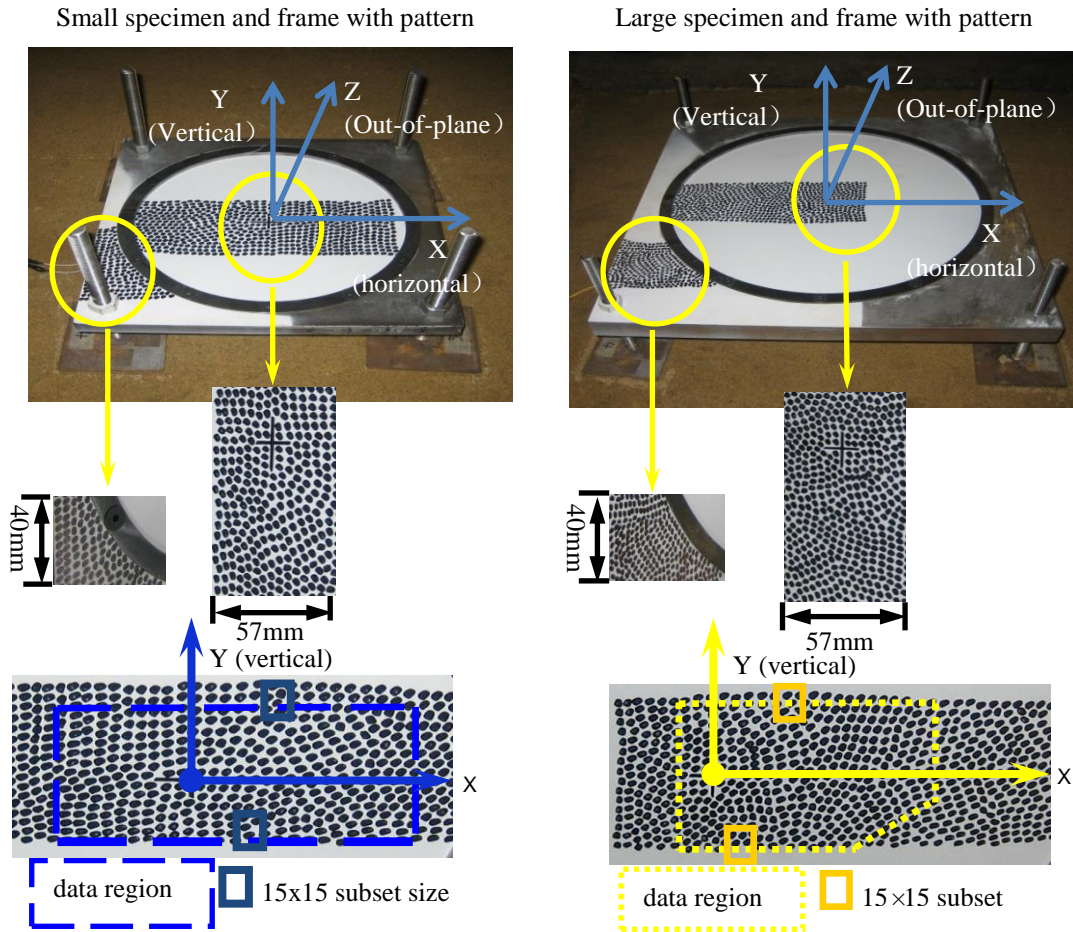 Small specimen and frame with pattern
Large specimen and frame with pattern
Y
(Vertical）
Z
(Out-of-plane）
X
(horizontal)
Y
(Vertical）
Z
(Out-of-plane）
X
(horizontal)
40mm
57mm
40mm
57mm
Y (vertical)
X
Y (vertical)
X
data region
15x15 subset size
data region
15×15 subset